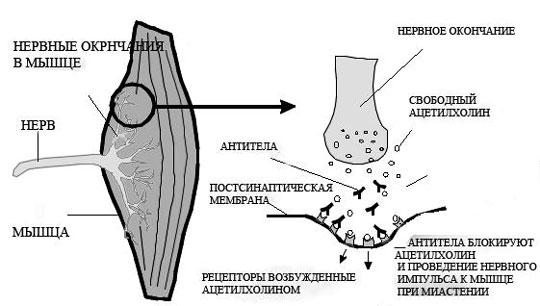 НЕРВНЫЕ ОКРНЧАНИЯ
В МЫШЦЕ
НЕРВ
МЫШЦА
НЕРВНОЕ ОКОНЧАНИЕ
СВОБОДНЫЙ
АЦЕТИЛХОЛИН
АНТИТЕЛА
ПОСТСИНАПТИЧЕСКАЯ
МЕМБРАНА
РЕЦЕПТОРЫ ВОЗБУЖДЕННЫЕ
АЦЕТИЛХОЛИНОМ
АНТИТЕЛА БЛОКИРУЮТ
АЦЕТИЛХОЛИН
И ПРОВЕДЕНИЕ НЕРВНОГО
ИМПУЛЬСА К МЫШЦЕ
ПРИ МИАСТЕНИИ